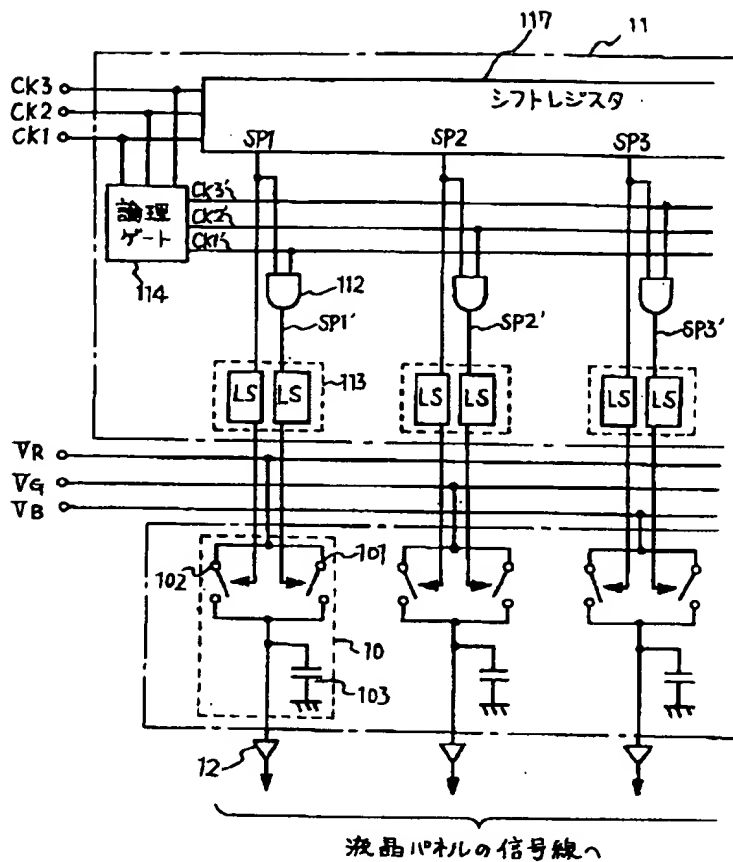 117
11
CK3
CK2
CK1
シフトレジスタ
SP1 SP2 SP3
論理
ゲート
114
CK3'
CK2'
CK1'
112
SP1' SP2' SP3'
LS LS 113 LS LS LS LS
VR
VG
VB
102 101
10
103
12
液晶パネルの信号線へ